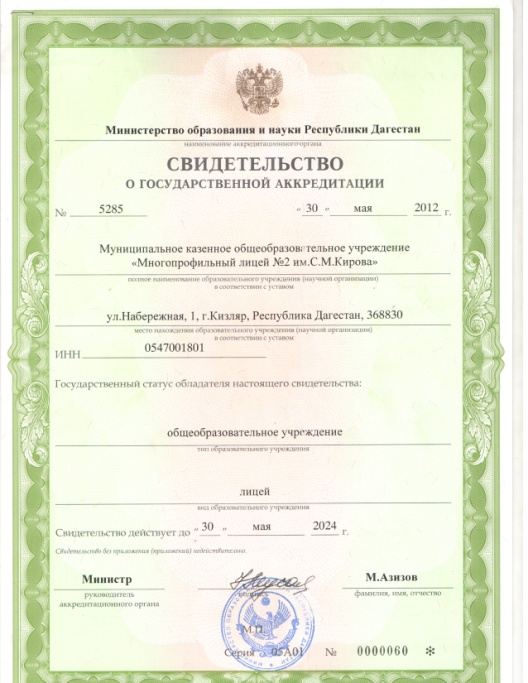 Министерство образования и науки Республики Дагестан
наименование аккредитационного органа
СВИДЕТЕЛЬСТВО
О ГОСУДАРСТВЕННОЙ АККРЕДИТАЦИИ
№ 5285 " 30 " мая 2012 г.
Муниципальное казенное общеобразовательное учреждение
«Многопрофильный лицей №2 им.С.М.Кирова»
полное наименование образовательного учреждения (научной организации)
в соответствии с уставом
ул.Набережная, 1, г.Кизляр, Республика Дагестан, 368830
место нахождения образовательного учреждения (научной организации)
в соответствии с уставом
ИНН 0547001801
Государственный статус обладателя настоящего свидетельства:
общеобразовательное учреждение
тип образовательного учреждения
лицей
вид образовательного учреждения
Свидетельство действует до " 30 " мая 2024 г.
Свидетельство без приложения (приложений) недействительно.
Министр М.Азизов
руководитель подпись фамилия, имя, отчество
аккредитационного органа
М.П.
Серия 05А01 № 0000060 *